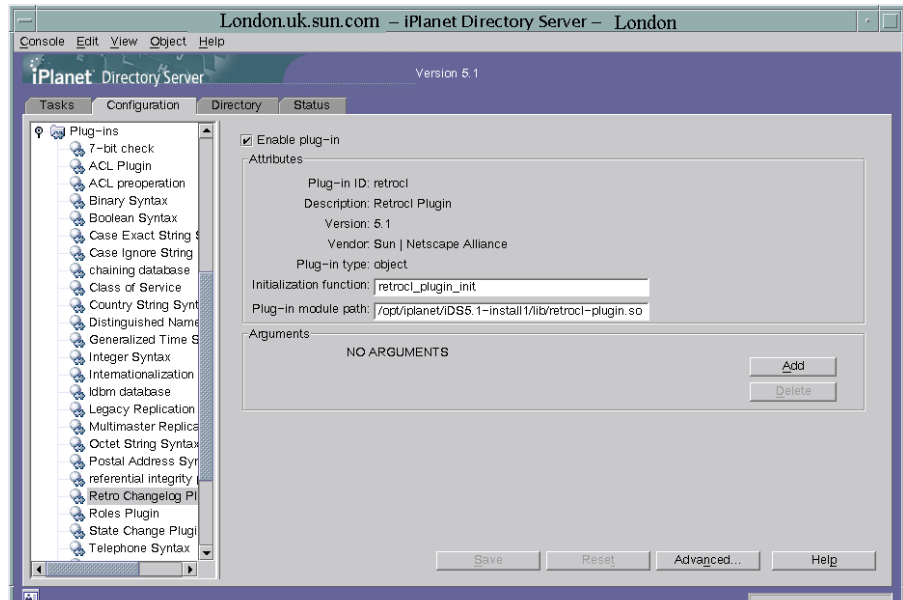 London.uk.sun.com – iPlanet Directory Server – London
Console Edit View Object Help
iPlanet Directory Server
Version 5.1
Tasks Configuration Directory Status
Plug-ins
7-bit check
ACL Plugin
ACL preoperation
Binary Syntax
Boolean Syntax
Case Exact String S
Case Ignore String
chaining database
Class of Service
Country String Synt
Distinguished Name
Generalized Time S
Integer Syntax
Internationalization
ldbm database
Legacy Replication
Multimaster Replica
Octet String Syntax
Postal Address Syn
referential integrity p
Retro Changelog Pl
Roles Plugin
State Change Plugi
Telephone Syntax
Enable plug-in
Attributes
Plug-in ID: retrocl
Description: Retrocl Plugin
Version: 5.1
Vendor: Sun | Netscape Alliance
Plug-in type: object
Initialization function: retrocl_plugin_init
Plug-in module path: /opt/iplanet/iDS5.1-install1/lib/retrocl-plugin.so
Arguments
NO ARGUMENTS
Add
Delete
Save Reset Advanced... Help